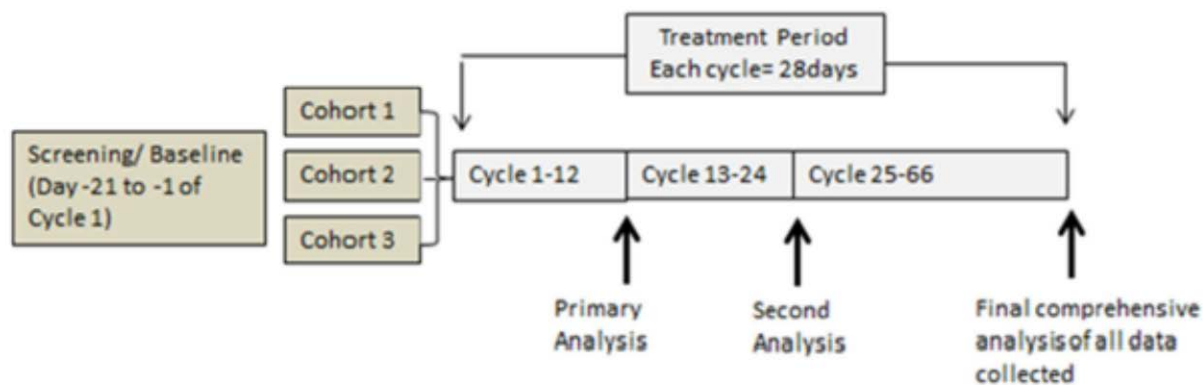 Treatment Period
Each cycle= 28days
Cohort 1
Screening/ Baseline
(Day -21 to -1 of
Cycle 1)
Cohort 2
Cohort 3
Cycle 1-12
Cycle 13-24
Cycle 25-66
Primary
Analysis
Second
Analysis
Final comprehensive
analysis of all data
collected